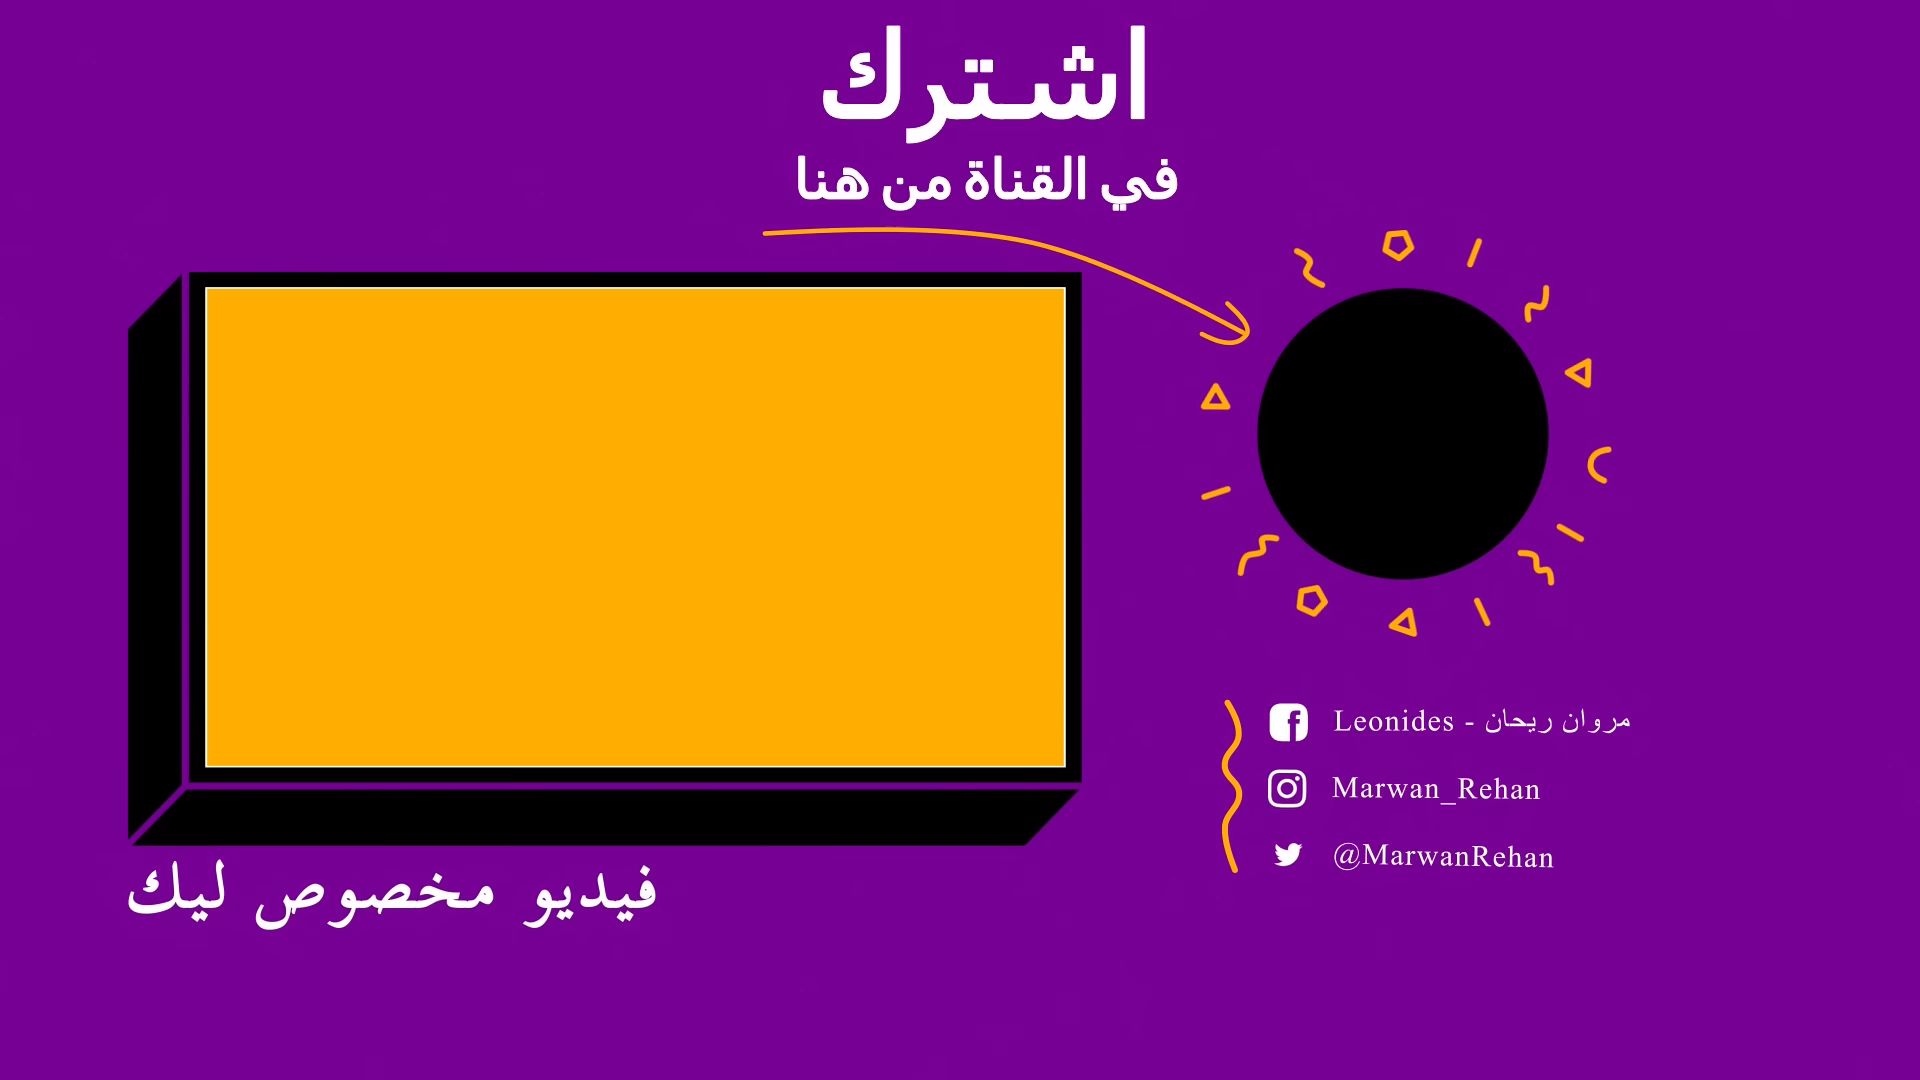 اشترك
في القناة من هنا
Leonides - مروان ريحان
Marwan_Rehan
@MarwanRehan
فيديو مخصوص ليك